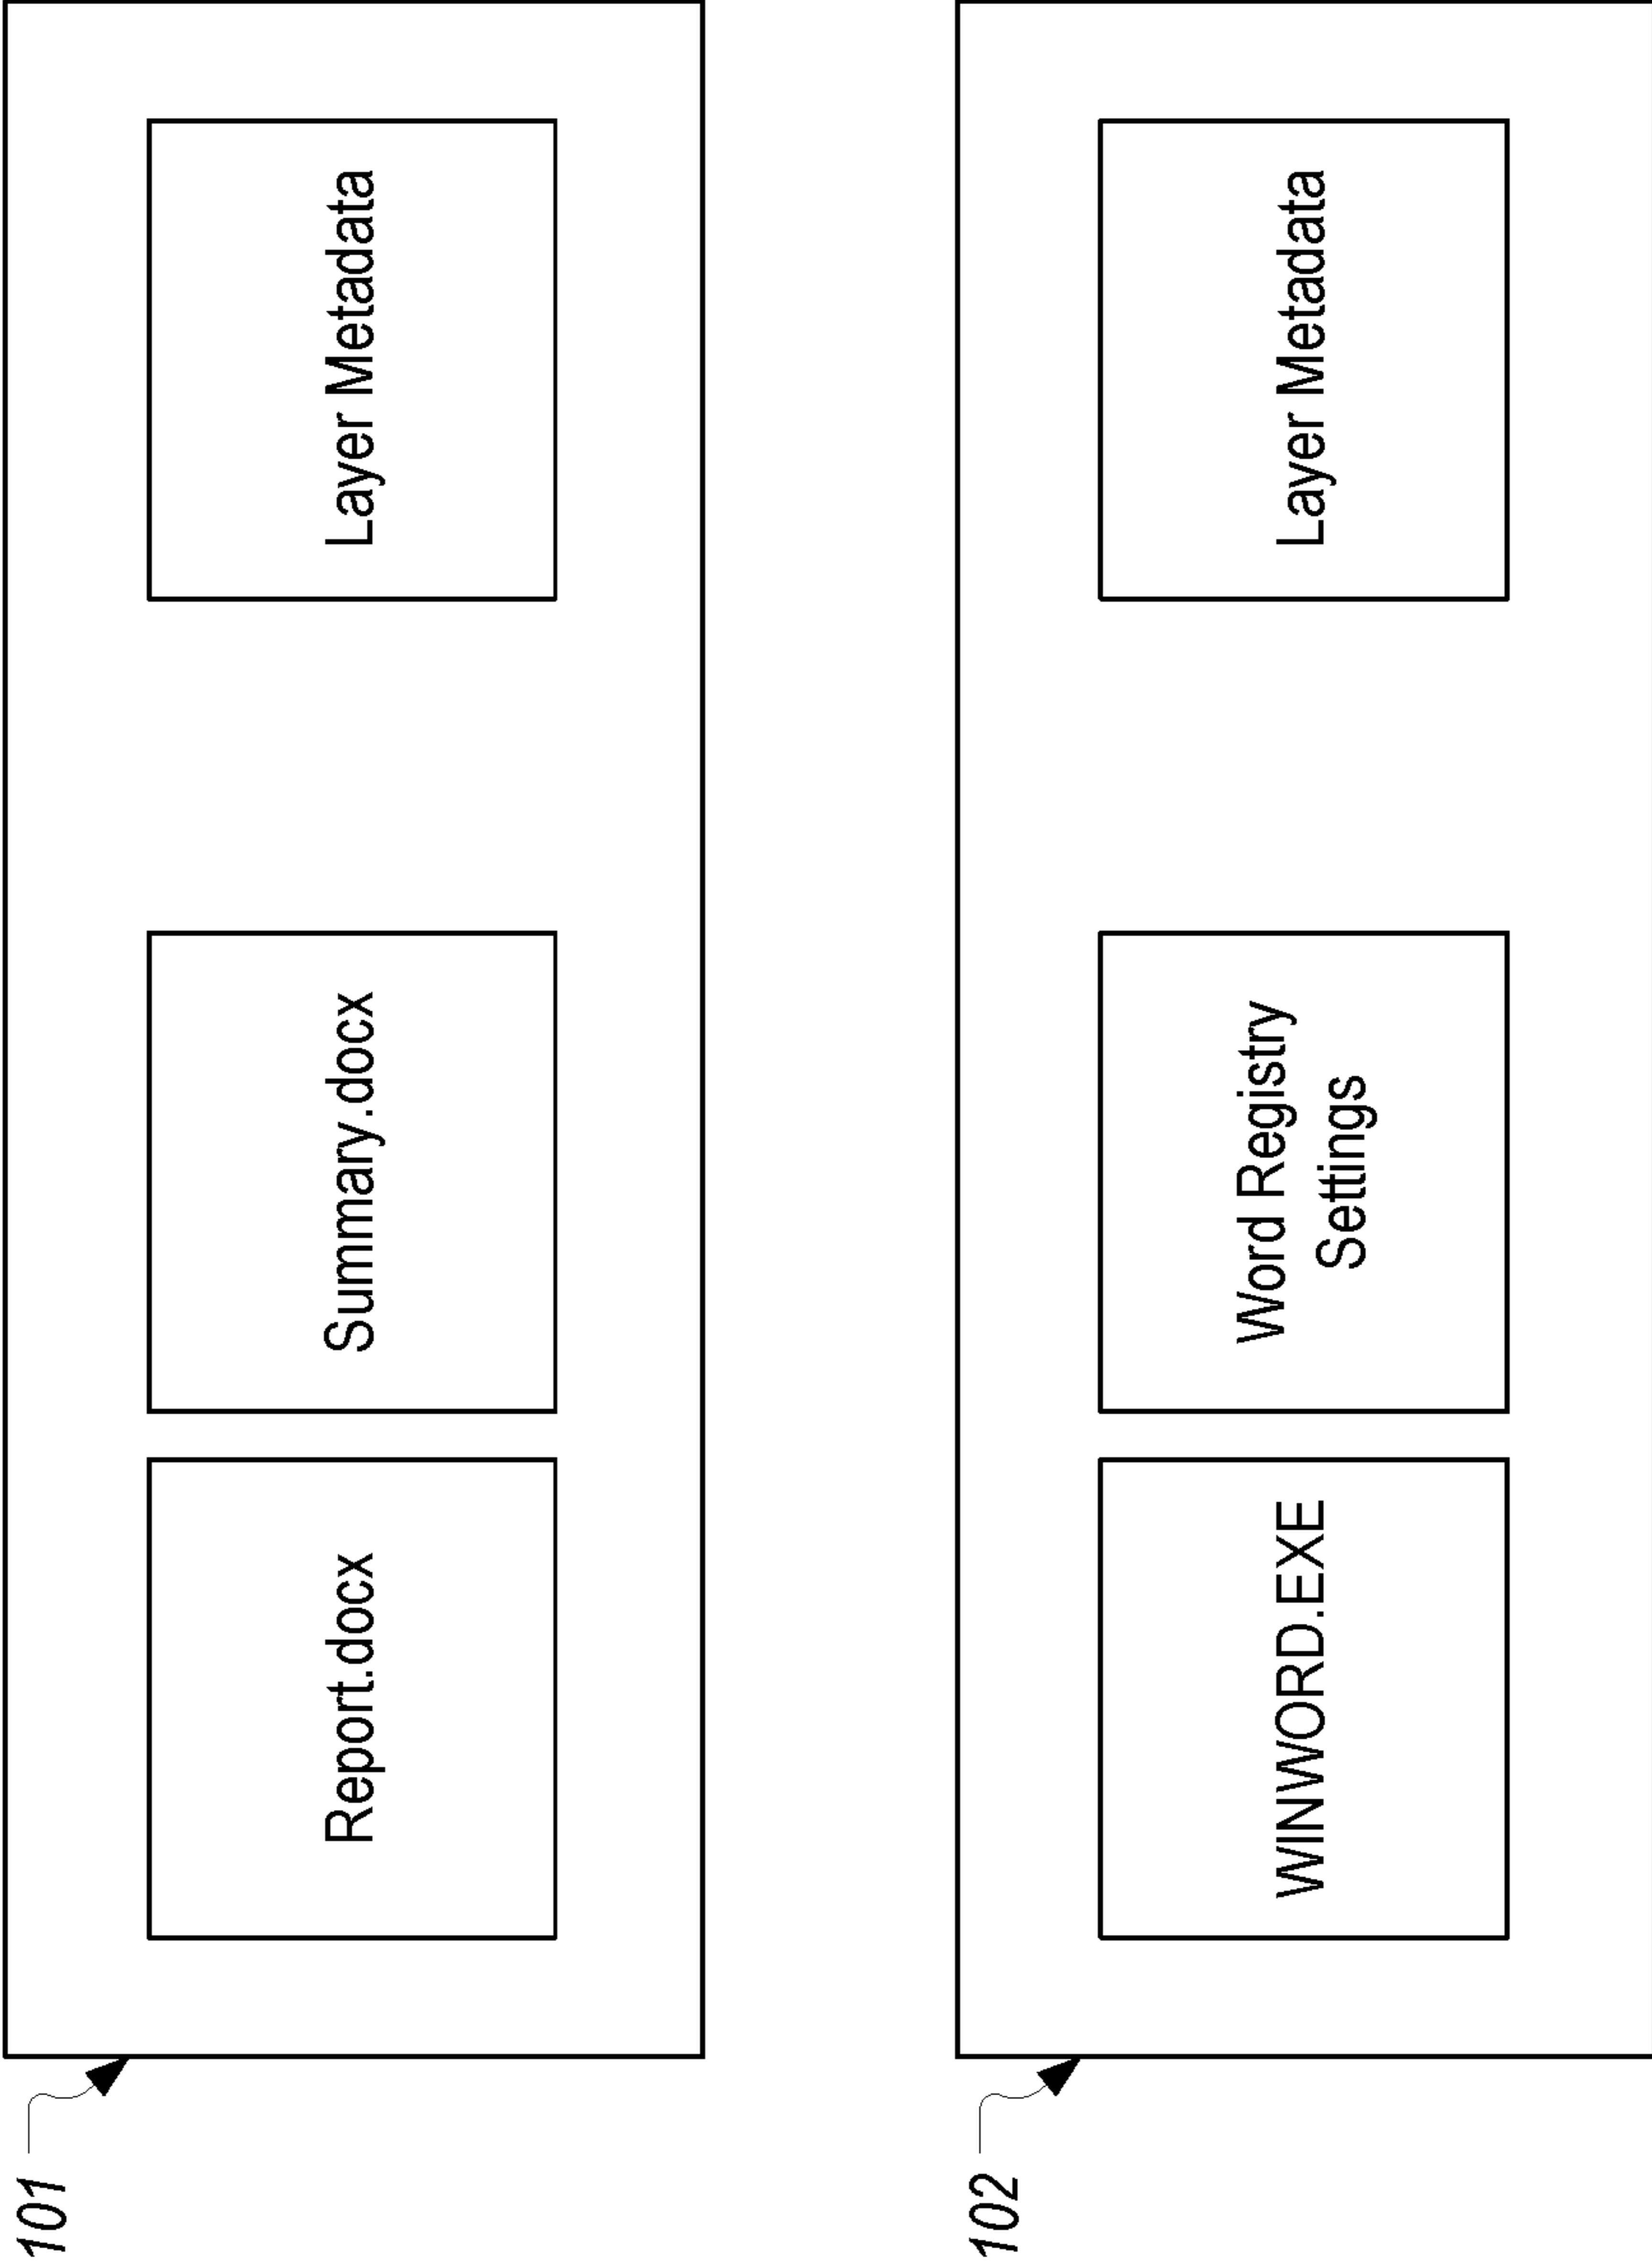 101
Report.docx
Summary.docx
Layer Metadata
102
WINWORD.EXE
Word Registry
Settings
Layer Metadata